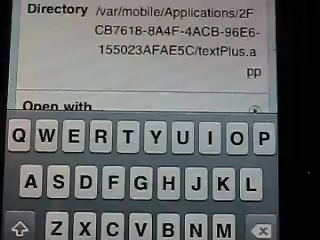 Directory /var/mobile/Applications/2F
CB7618-8A4F-4ACB-96E6-
155023AFAE5C/textPlus.a
pp
Open with...
Q W E R T Y U I O P
A S D F G H J K L
Z X C V B N M